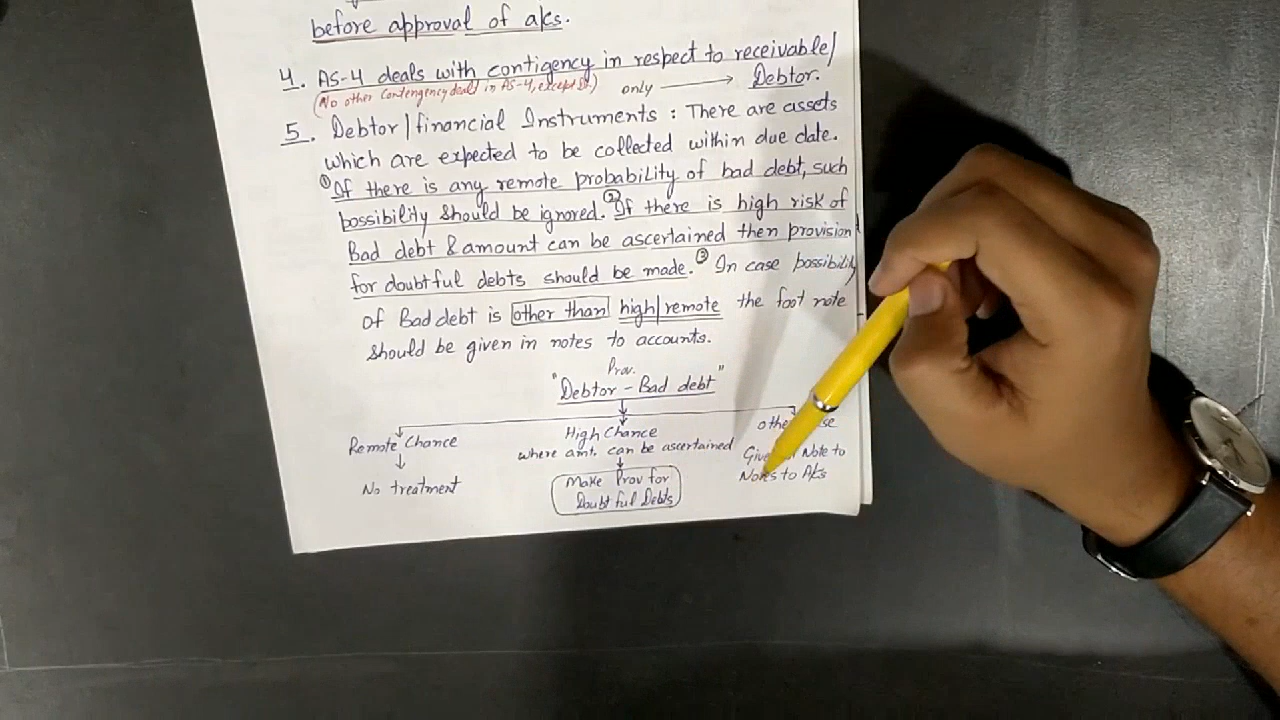 before approval of a/cs.
4. AS-4 deals with contigency in respect to receivable/
(No other Contengency deald in AS-4, except Dr.) only → Debtor.
5. Debtor/financial Instruments : There are assets
which are expected to be collected within due date.
① If there is any remote probability of bad debt, such
possibility should be ignored. ② If there is high risk of
Bad debt & amount can be ascertained then provision
for doubtful debts should be made. ③ In case possibility
of Bad debt is other than high/remote the foot note
should be given in notes to accounts.
Prov.
"Debtor - Bad debt"
Remote Chance
No treatment
High Chance
where amt. can be ascertained
Make Prov for
Doubtful Debts
Note to
Notes to A/cs